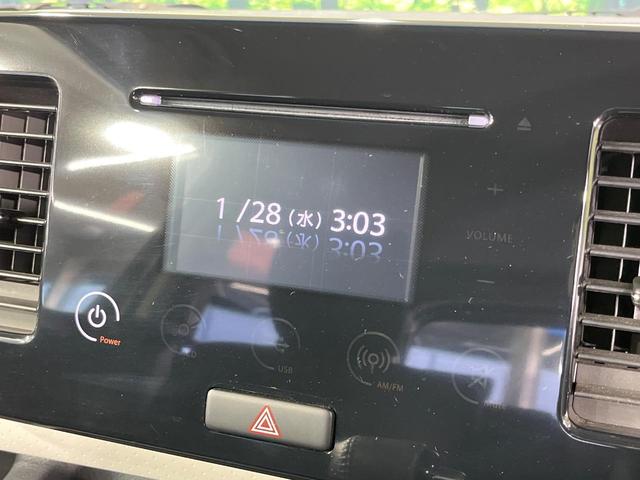 1/28(水) 3:03
VOLUME
Power
USB
AM/FM